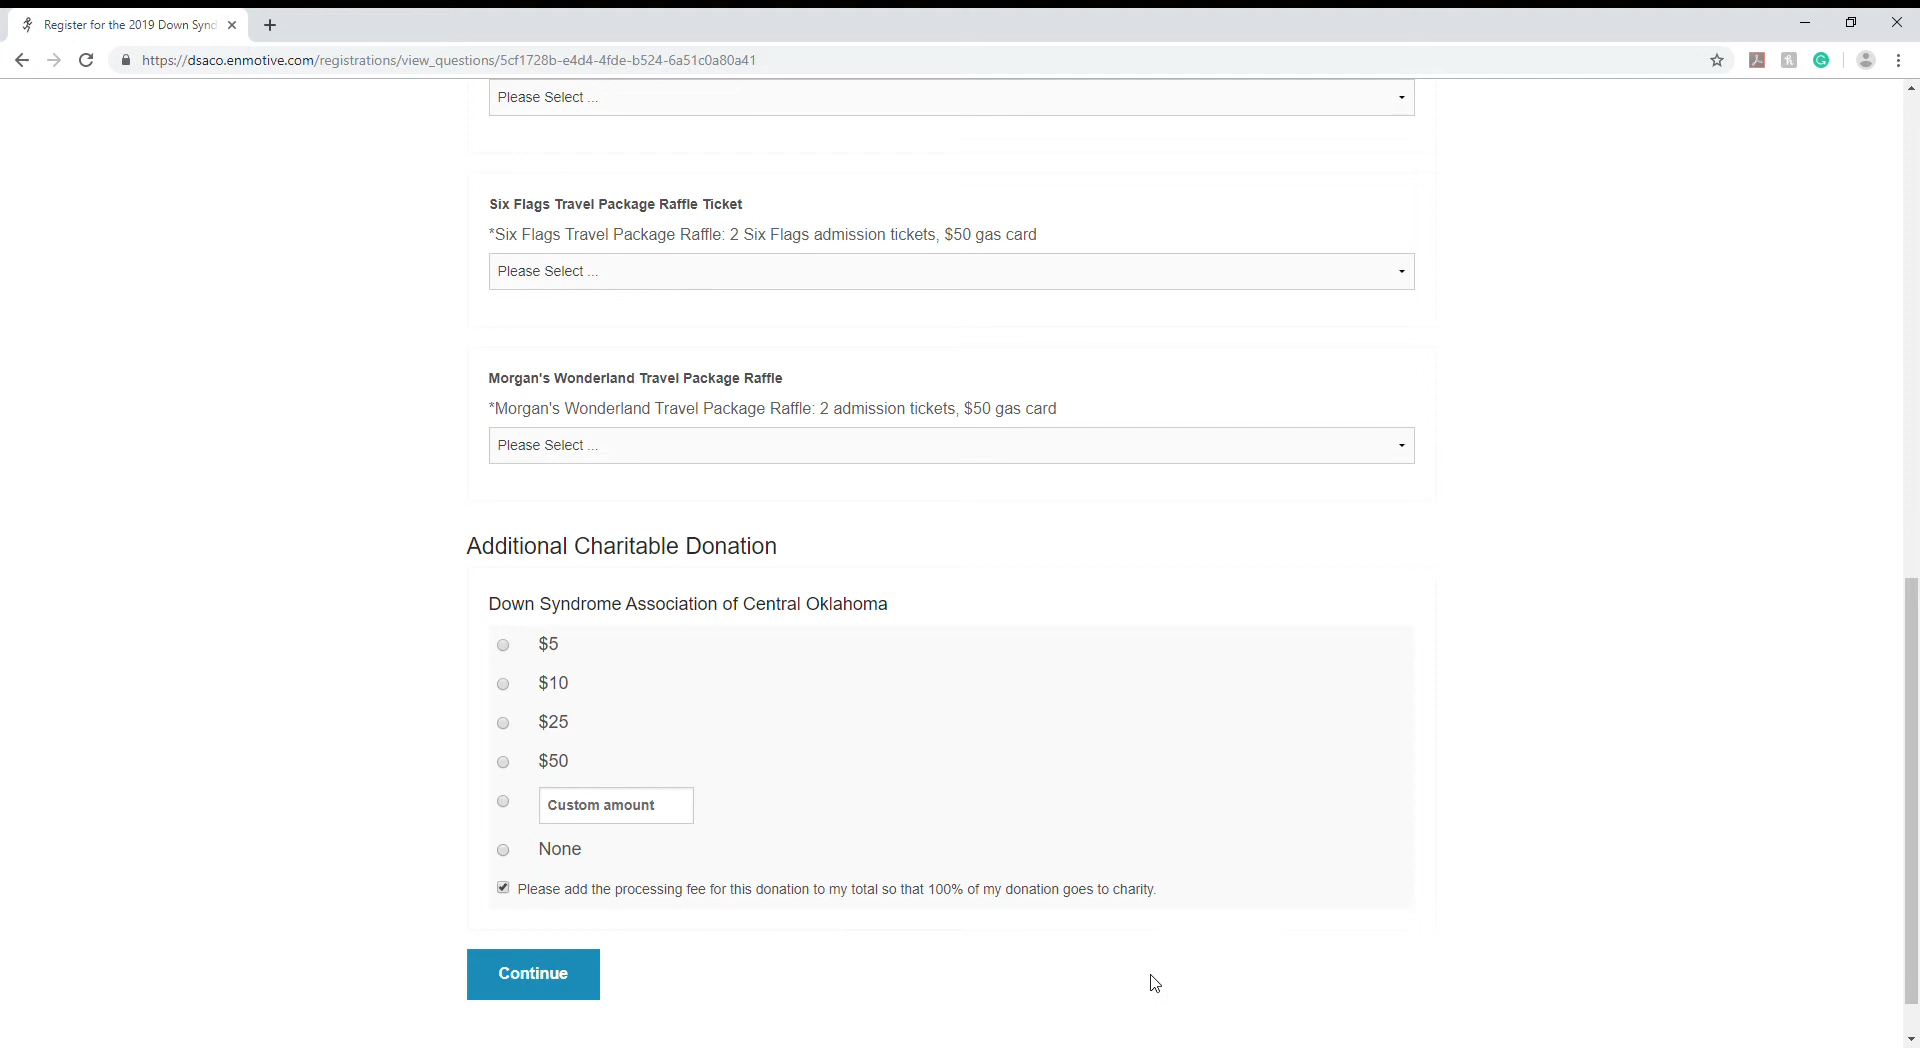 Register for the 2019 Down Synd
https://dsaco.enmotive.com/registrations/view_questions/5cf1728b-e4d4-4fde-b524-6a51c0a80a41
Please Select ...
Six Flags Travel Package Raffle Ticket
*Six Flags Travel Package Raffle: 2 Six Flags admission tickets, $50 gas card
Please Select ...
Morgan's Wonderland Travel Package Raffle
*Morgan's Wonderland Travel Package Raffle: 2 admission tickets, $50 gas card
Please Select ...
Additional Charitable Donation
Down Syndrome Association of Central Oklahoma
$5
$10
$25
$50
Custom amount
None
Please add the processing fee for this donation to my total so that 100% of my donation goes to charity.
Continue